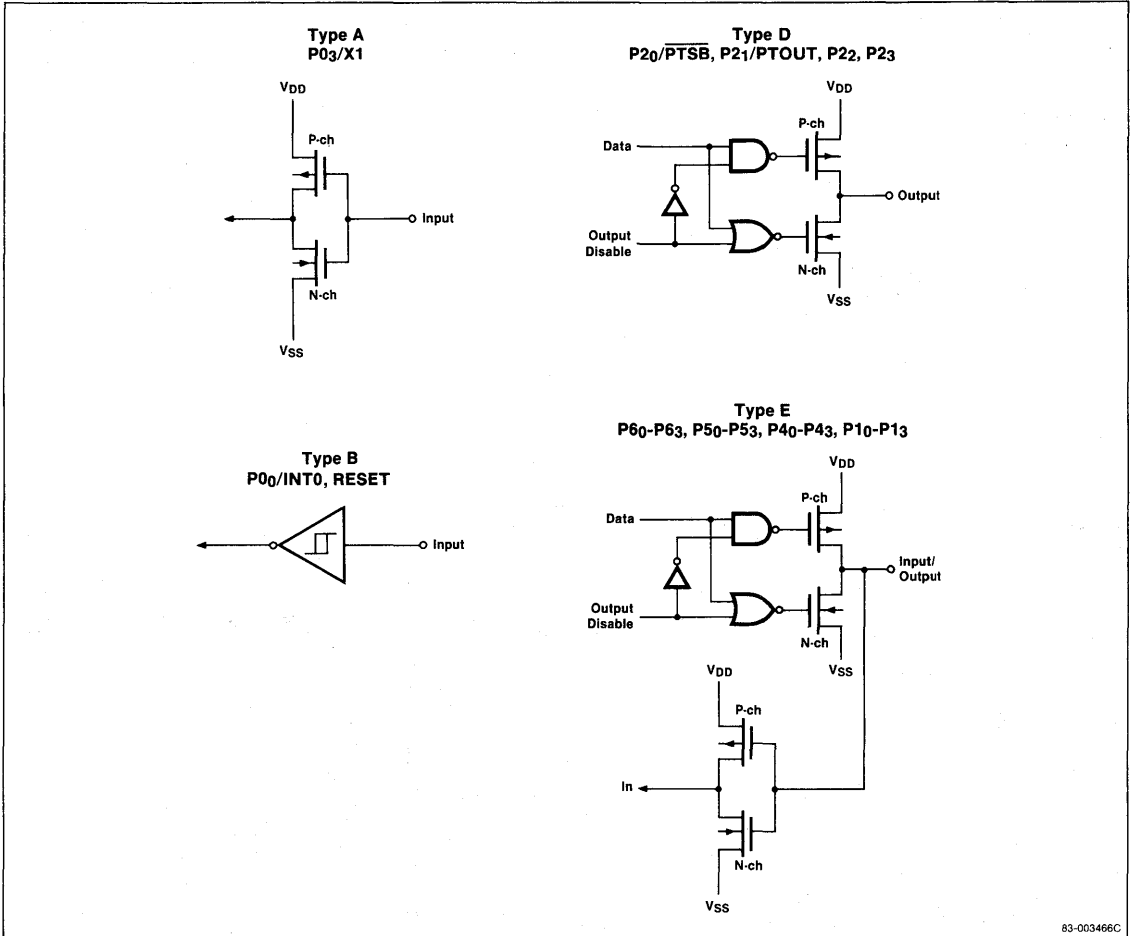 Type A
P03/X1
VDD
P-ch
Input
N-ch
VSS
Type B
P00/INT0, RESET
Input
Type D
P20/PTSB, P21/PTOUT, P22, P23
VDD
P-ch
Data
Output
Output
Disable
N-ch
VSS
Type E
P60-P63, P50-P53, P40-P43, P10-P13
VDD
P-ch
Data
Input/
Output
Output
Disable
N-ch
VSS
VDD
P-ch
In
N-ch
VSS
83-003466C